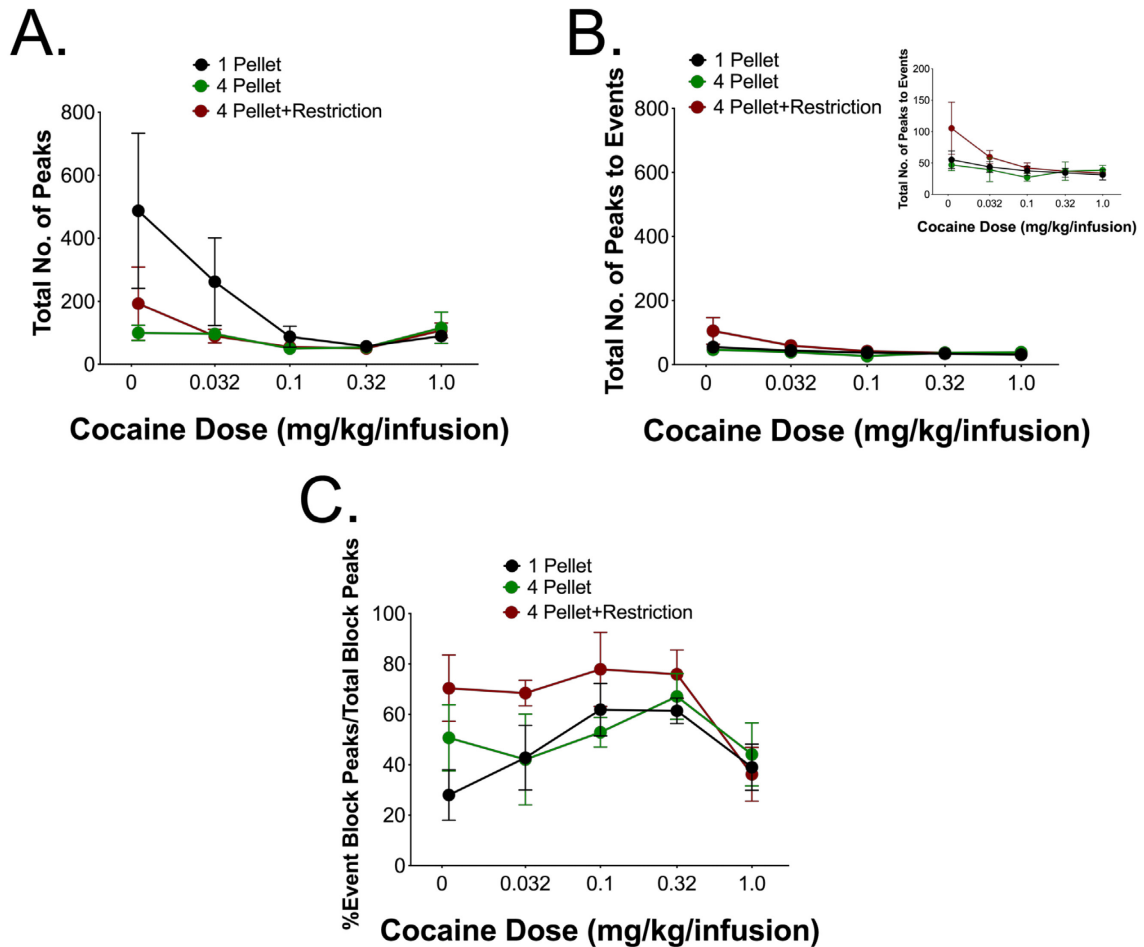 A.
1 Pellet
4 Pellet
4 Pellet+Restriction
Total No. of Peaks
800
600
400
200
0
0 0.032 0.1 0.32 1.0
Cocaine Dose (mg/kg/infusion)
B.
1 Pellet
4 Pellet
4 Pellet+Restriction
Total No. of Peaks to Events
800
600
400
200
0
0 0.032 0.1 0.32 1.0
Cocaine Dose (mg/kg/infusion)
Total No. of Peaks to Events
200
150
100
50
0
0 0.032 0.1 0.32 1.0
Cocaine Dose (mg/kg/infusion)
C.
1 Pellet
4 Pellet
4 Pellet+Restriction
%Event Block Peaks/Total Block Peaks
100
80
60
40
20
0
0 0.032 0.1 0.32 1.0
Cocaine Dose (mg/kg/infusion)